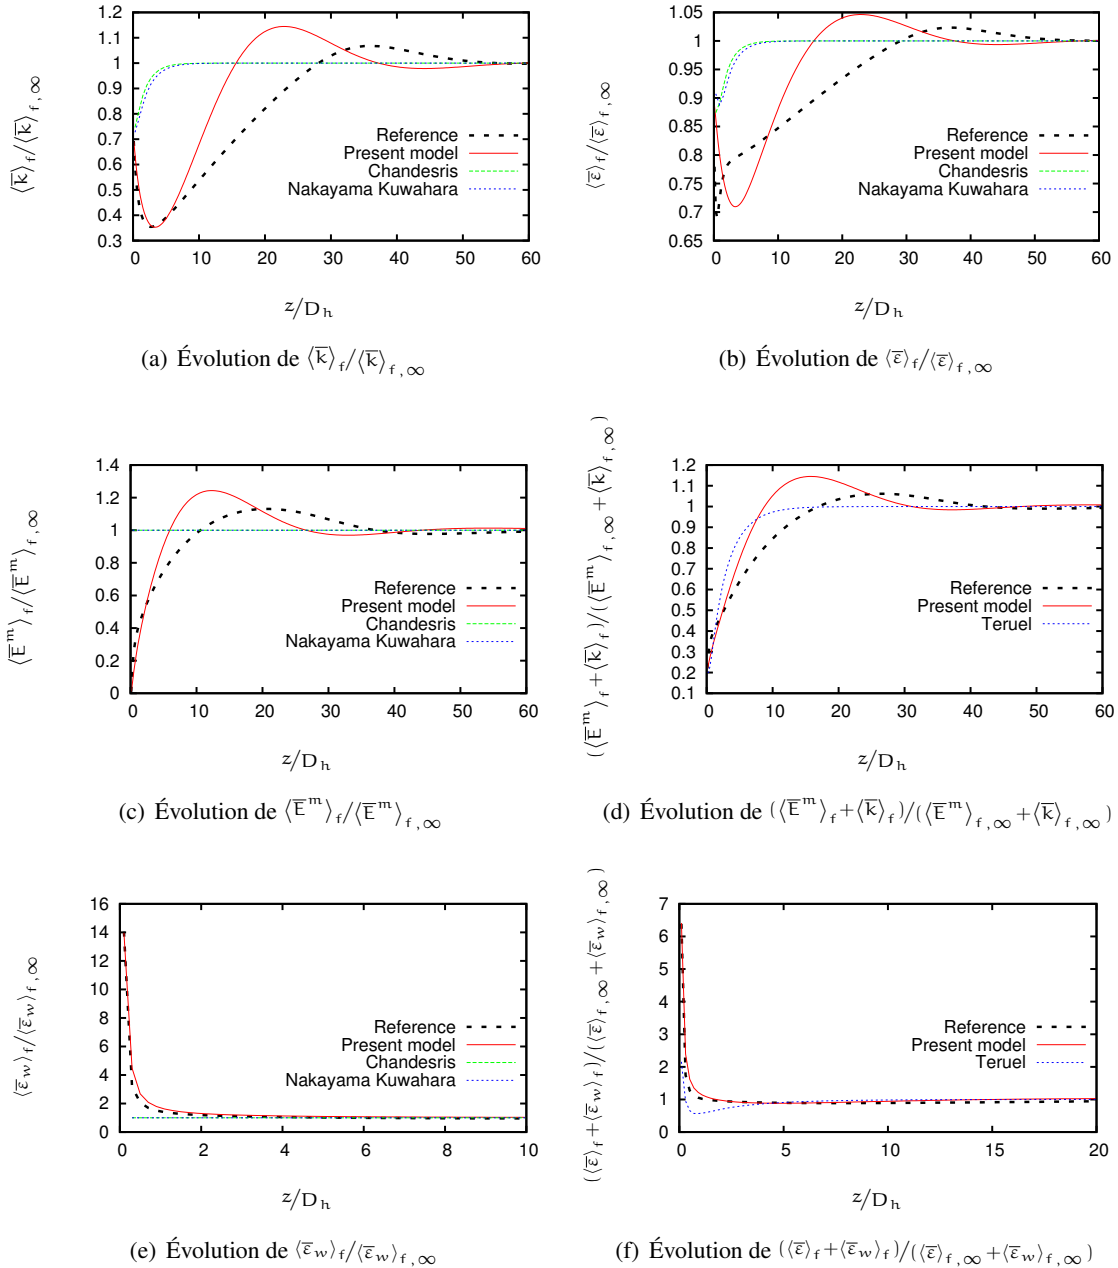 ⟨k̅⟩f/⟨k̅⟩f,∞
1.2
1.1
1
0.9
0.8
0.7
0.6
0.5
0.4
0.3
Reference
Present model
Chandesris
Nakayama Kuwahara
0 10 20 30 40 50 60
z/Dh
(a) Évolution de ⟨k̅⟩f/⟨k̅⟩f,∞
⟨ε̅⟩f/⟨ε̅⟩f,∞
1.05
1
0.95
0.9
0.85
0.8
0.75
0.7
0.65
Reference
Present model
Chandesris
Nakayama Kuwahara
0 10 20 30 40 50 60
z/Dh
(b) Évolution de ⟨ε̅⟩f/⟨ε̅⟩f,∞
⟨E̅m⟩f/⟨E̅m⟩f,∞
1.4
1.2
1
0.8
0.6
0.4
0.2
0
Reference
Present model
Chandesris
Nakayama Kuwahara
0 10 20 30 40 50 60
z/Dh
(c) Évolution de ⟨E̅m⟩f/⟨E̅m⟩f,∞
(⟨E̅m⟩f+⟨k̅⟩f)/(⟨E̅m⟩f,∞+⟨k̅⟩f,∞)
1.2
1.1
1
0.9
0.8
0.7
0.6
0.5
0.4
0.3
0.2
0.1
Reference
Present model
Teruel
0 10 20 30 40 50 60
z/Dh
(d) Évolution de (⟨E̅m⟩f+⟨k̅⟩f)/(⟨E̅m⟩f,∞+⟨k̅⟩f,∞)
⟨ε̅w⟩f/⟨ε̅w⟩f,∞
16
14
12
10
8
6
4
2
0
Reference
Present model
Chandesris
Nakayama Kuwahara
0 2 4 6 8 10
z/Dh
(e) Évolution de ⟨ε̅w⟩f/⟨ε̅w⟩f,∞
(⟨ε̅⟩f+⟨ε̅w⟩f)/(⟨ε̅⟩f,∞+⟨ε̅w⟩f,∞)
7
6
5
4
3
2
1
0
Reference
Present model
Teruel
0 5 10 15 20
z/Dh
(f) Évolution de (⟨ε̅⟩f+⟨ε̅w⟩f)/(⟨ε̅⟩f,∞+⟨ε̅w⟩f,∞)